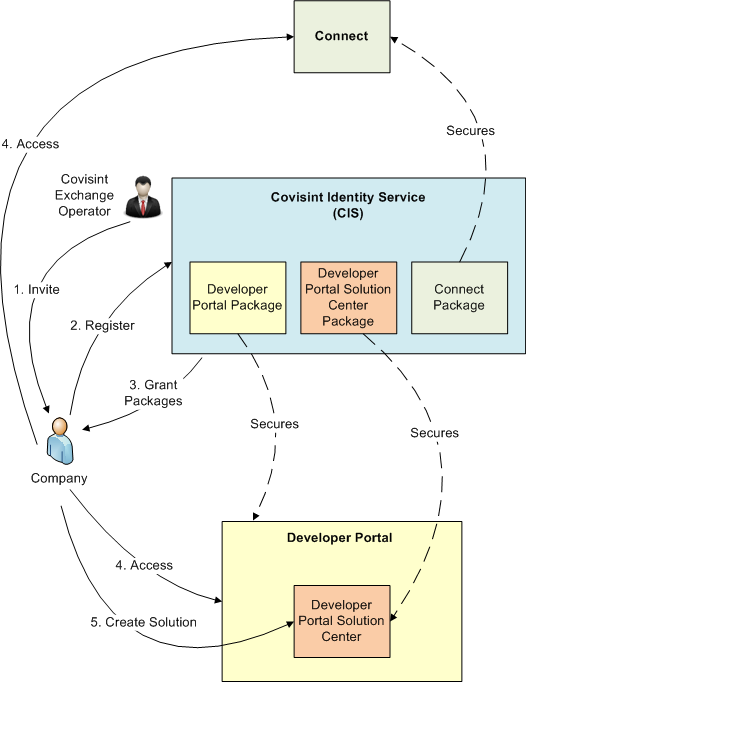 Connect
Secures
4. Access
Covisint
Exchange
Operator
Covisint Identity Service
(CIS)
Developer
Portal Package
Developer
Portal Solution
Center
Package
Connect
Package
1. Invite
2. Register
3. Grant
Packages
Secures
Secures
Company
Developer Portal
4. Access
Developer
Portal Solution
Center
5. Create Solution